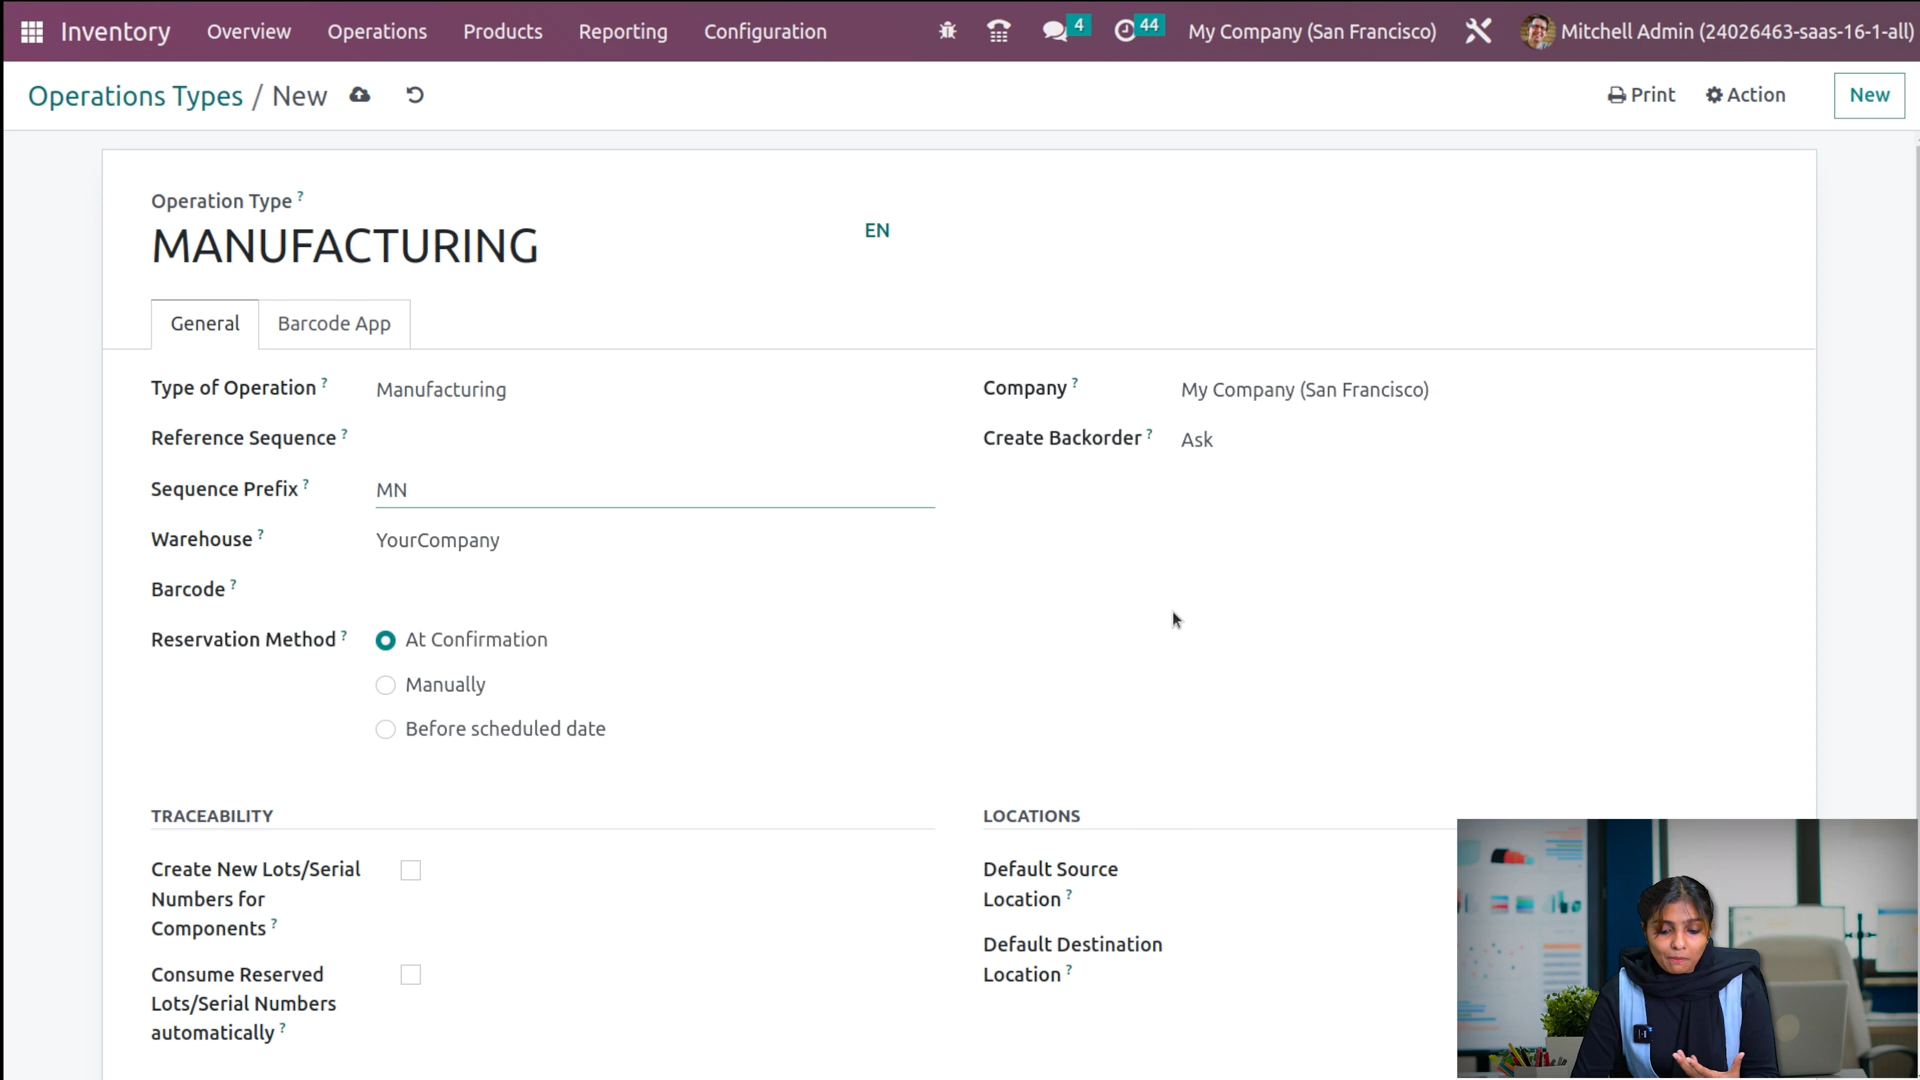 Inventory Overview Operations Products Reporting Configuration 4 44 My Company (San Francisco) Mitchell Admin (24026463-saas-16-1-all)
Operations Types / New Print Action New
Operation Type ?
MANUFACTURING EN
General Barcode App
Type of Operation ? Manufacturing Company ? My Company (San Francisco)
Reference Sequence ? Create Backorder ? Ask
Sequence Prefix ? MN
Warehouse ? YourCompany
Barcode ?
Reservation Method ? At Confirmation
Manually
Before scheduled date
TRACEABILITY LOCATIONS
Create New Lots/Serial Default Source
Numbers for Location ?
Components ? Default Destination
Consume Reserved Location ?
Lots/Serial Numbers
automatically ?